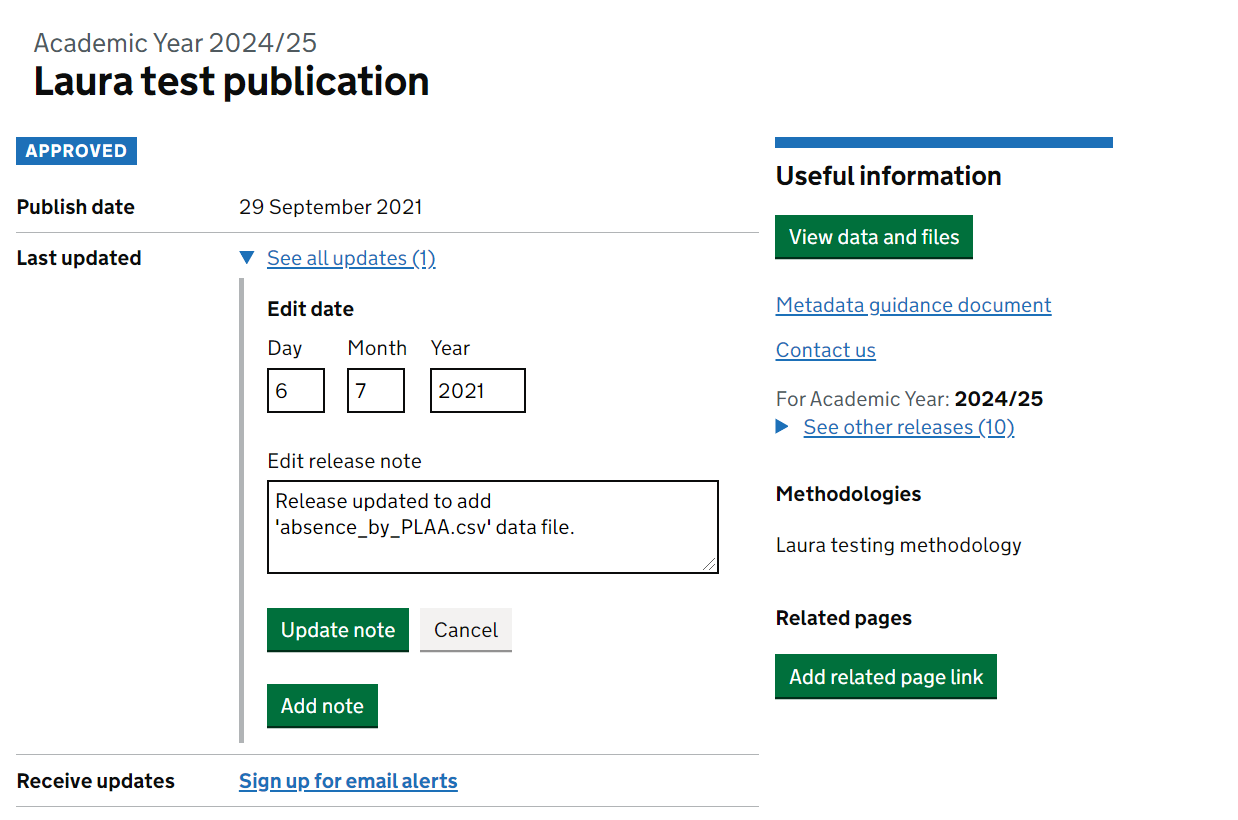 Academic Year 2024/25
Laura test publication
APPROVED
Publish date
29 September 2021
Last updated
See all updates (1)
Edit date
Day
Month
Year
6
7
2021
Edit release note
Release updated to add
'absence_by_PLAA.csv' data file.
Update note
Cancel
Add note
Receive updates
Sign up for email alerts
Useful information
View data and files
Metadata guidance document
Contact us
For Academic Year: 2024/25
See other releases (10)
Methodologies
Laura testing methodology
Related pages
Add related page link